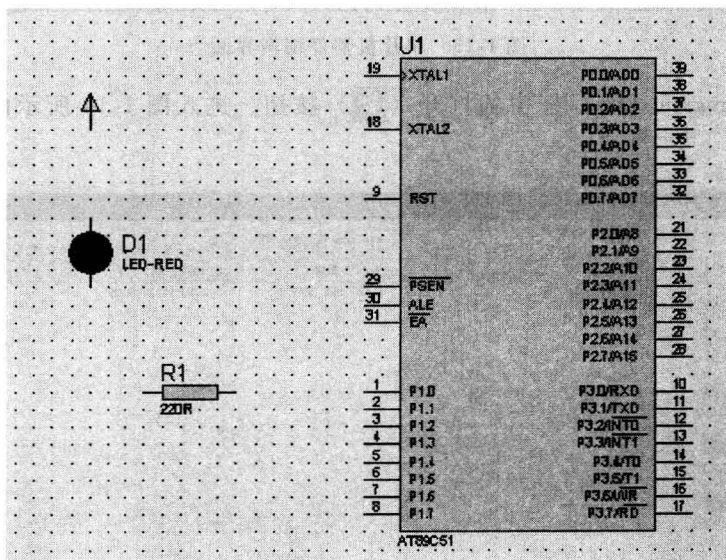 U1
19 XTAL1 P0.0/AD0 39
P0.1/AD1 38
P0.2/AD2 37
18 XTAL2 P0.3/AD3 36
P0.4/AD4 35
P0.5/AD5 34
P0.6/AD6 33
9 RST P0.7/AD7 32
P2.0/A8 21
P2.1/A9 22
P2.2/A10 23
29 PSEN P2.3/A11 24
30 ALE P2.4/A12 25
31 EA P2.5/A13 26
P2.6/A14 27
P2.7/A15 28
1 P1.0 P3.0/RXD 10
2 P1.1 P3.1/TXD 11
3 P1.2 P3.2/INT0 12
4 P1.3 P3.3/INT1 13
5 P1.4 P3.4/T0 14
6 P1.5 P3.5/T1 15
7 P1.6 P3.6/WR 16
8 P1.7 P3.7/RD 17
AT89C51
D1
LED-RED
R1
220R